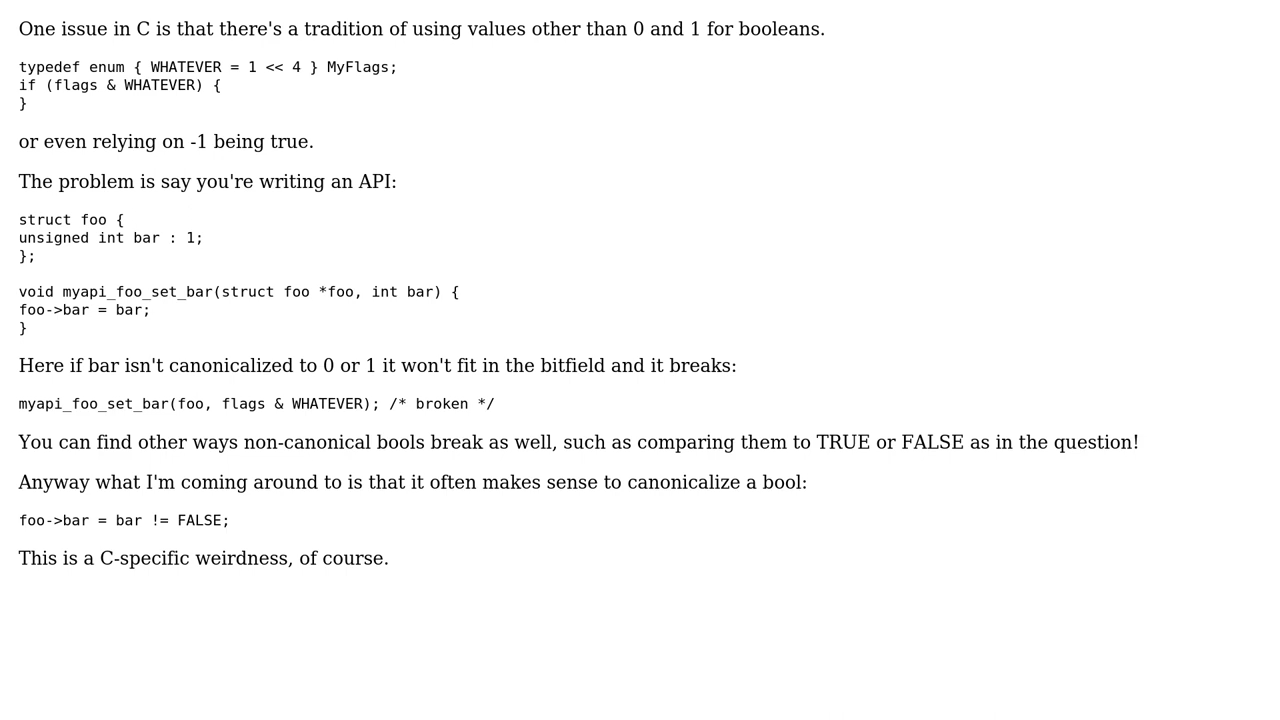 One issue in C is that there's a tradition of using values other than 0 and 1 for booleans.
typedef enum { WHATEVER = 1 << 4 } MyFlags;
if (flags & WHATEVER) {
}
or even relying on -1 being true.
The problem is say you're writing an API:
struct foo {
unsigned int bar : 1;
};
void myapi_foo_set_bar(struct foo *foo, int bar) {
foo->bar = bar;
}
Here if bar isn't canonicalized to 0 or 1 it won't fit in the bitfield and it breaks:
myapi_foo_set_bar(foo, flags & WHATEVER); /* broken */
You can find other ways non-canonical bools break as well, such as comparing them to TRUE or FALSE as in the question!
Anyway what I'm coming around to is that it often makes sense to canonicalize a bool:
foo->bar = bar != FALSE;
This is a C-specific weirdness, of course.